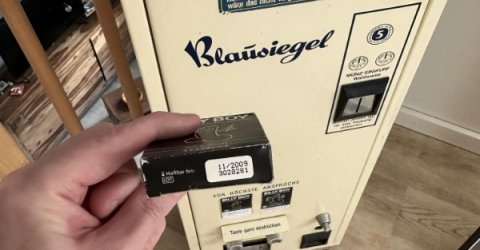 wäre das nicht
Blausiegel
5
MÜNZ-EINWURF
LLY BOY
Haltbar bis:
11/2009
3028281
FÜR HÖCHSTE ANSPRÜCHE
BILLY BOY
BILLY BOY
Taste ganz eindrücken